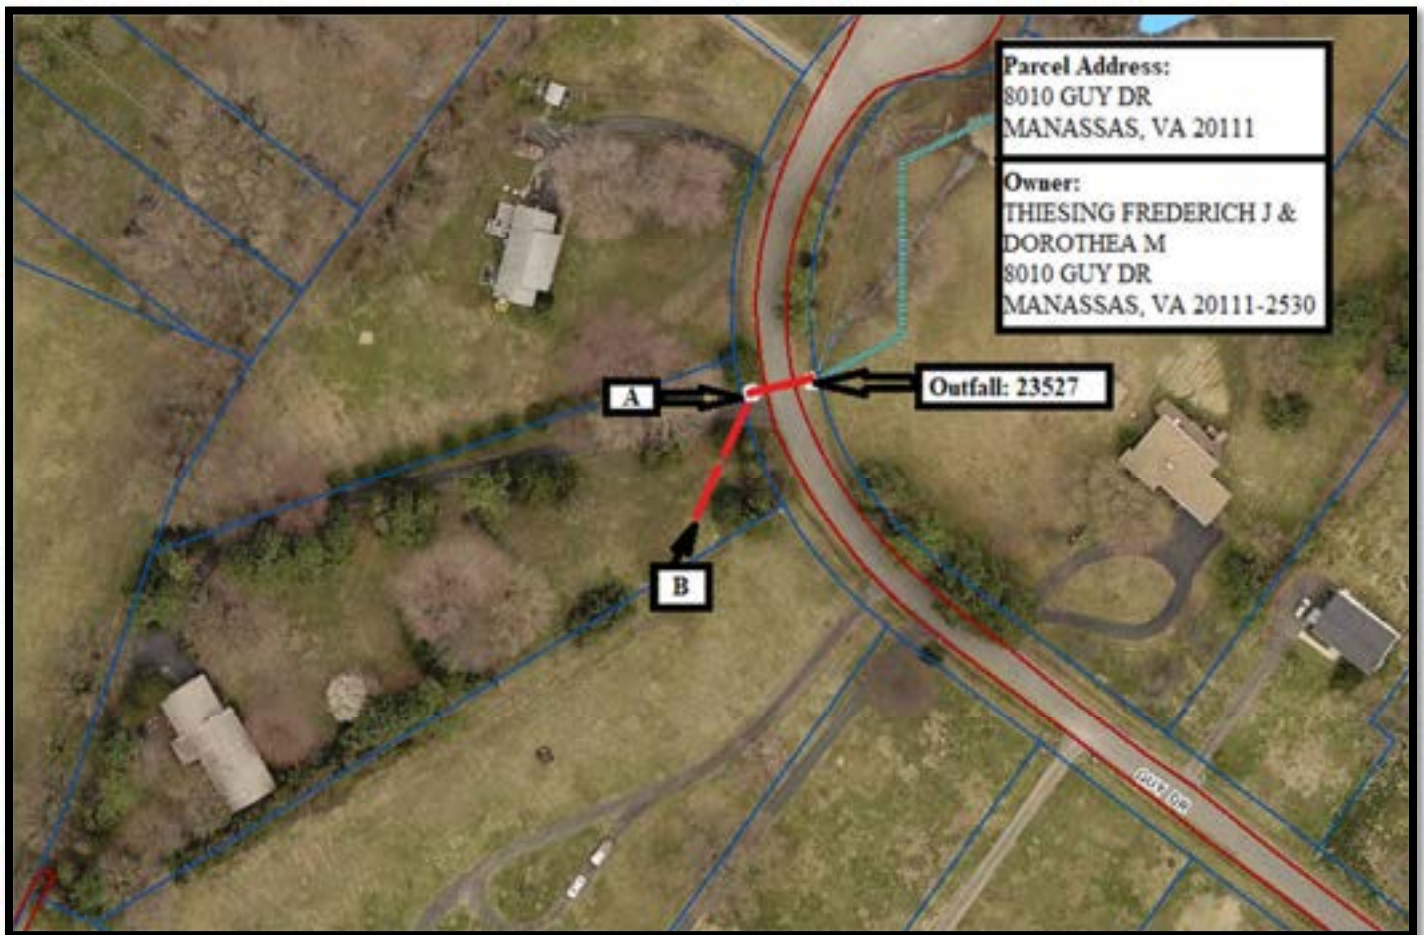 Parcel Address:
8010 GUY DR
MANASSAS, VA 20111
Owner:
THIESING FREDERICH J &
DOROTHEA M
8010 GUY DR
MANASSAS, VA 20111-2530
A
Outfall: 23527
B
GUY DR